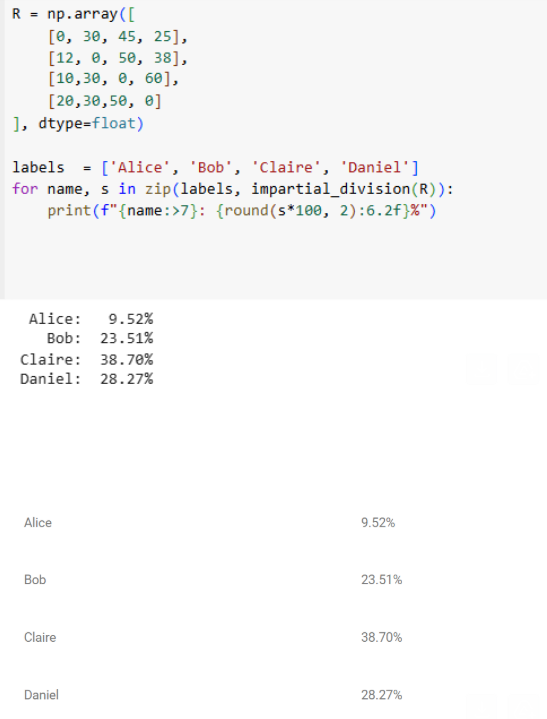 R = np.array([
    [0, 30, 45, 25],
    [12, 0, 50, 38],
    [10,30, 0, 60],
    [20,30,50, 0]
], dtype=float)
labels  = ['Alice', 'Bob', 'Claire', 'Daniel']
for name, s in zip(labels, impartial_division(R)):
    print(f"{name:>7}: {round(s*100, 2):6.2f}%")
  Alice:   9.52%
    Bob:  23.51%
 Claire:  38.70%
 Daniel:  28.27%
Alice 9.52%
Bob 23.51%
Claire 38.70%
Daniel 28.27%